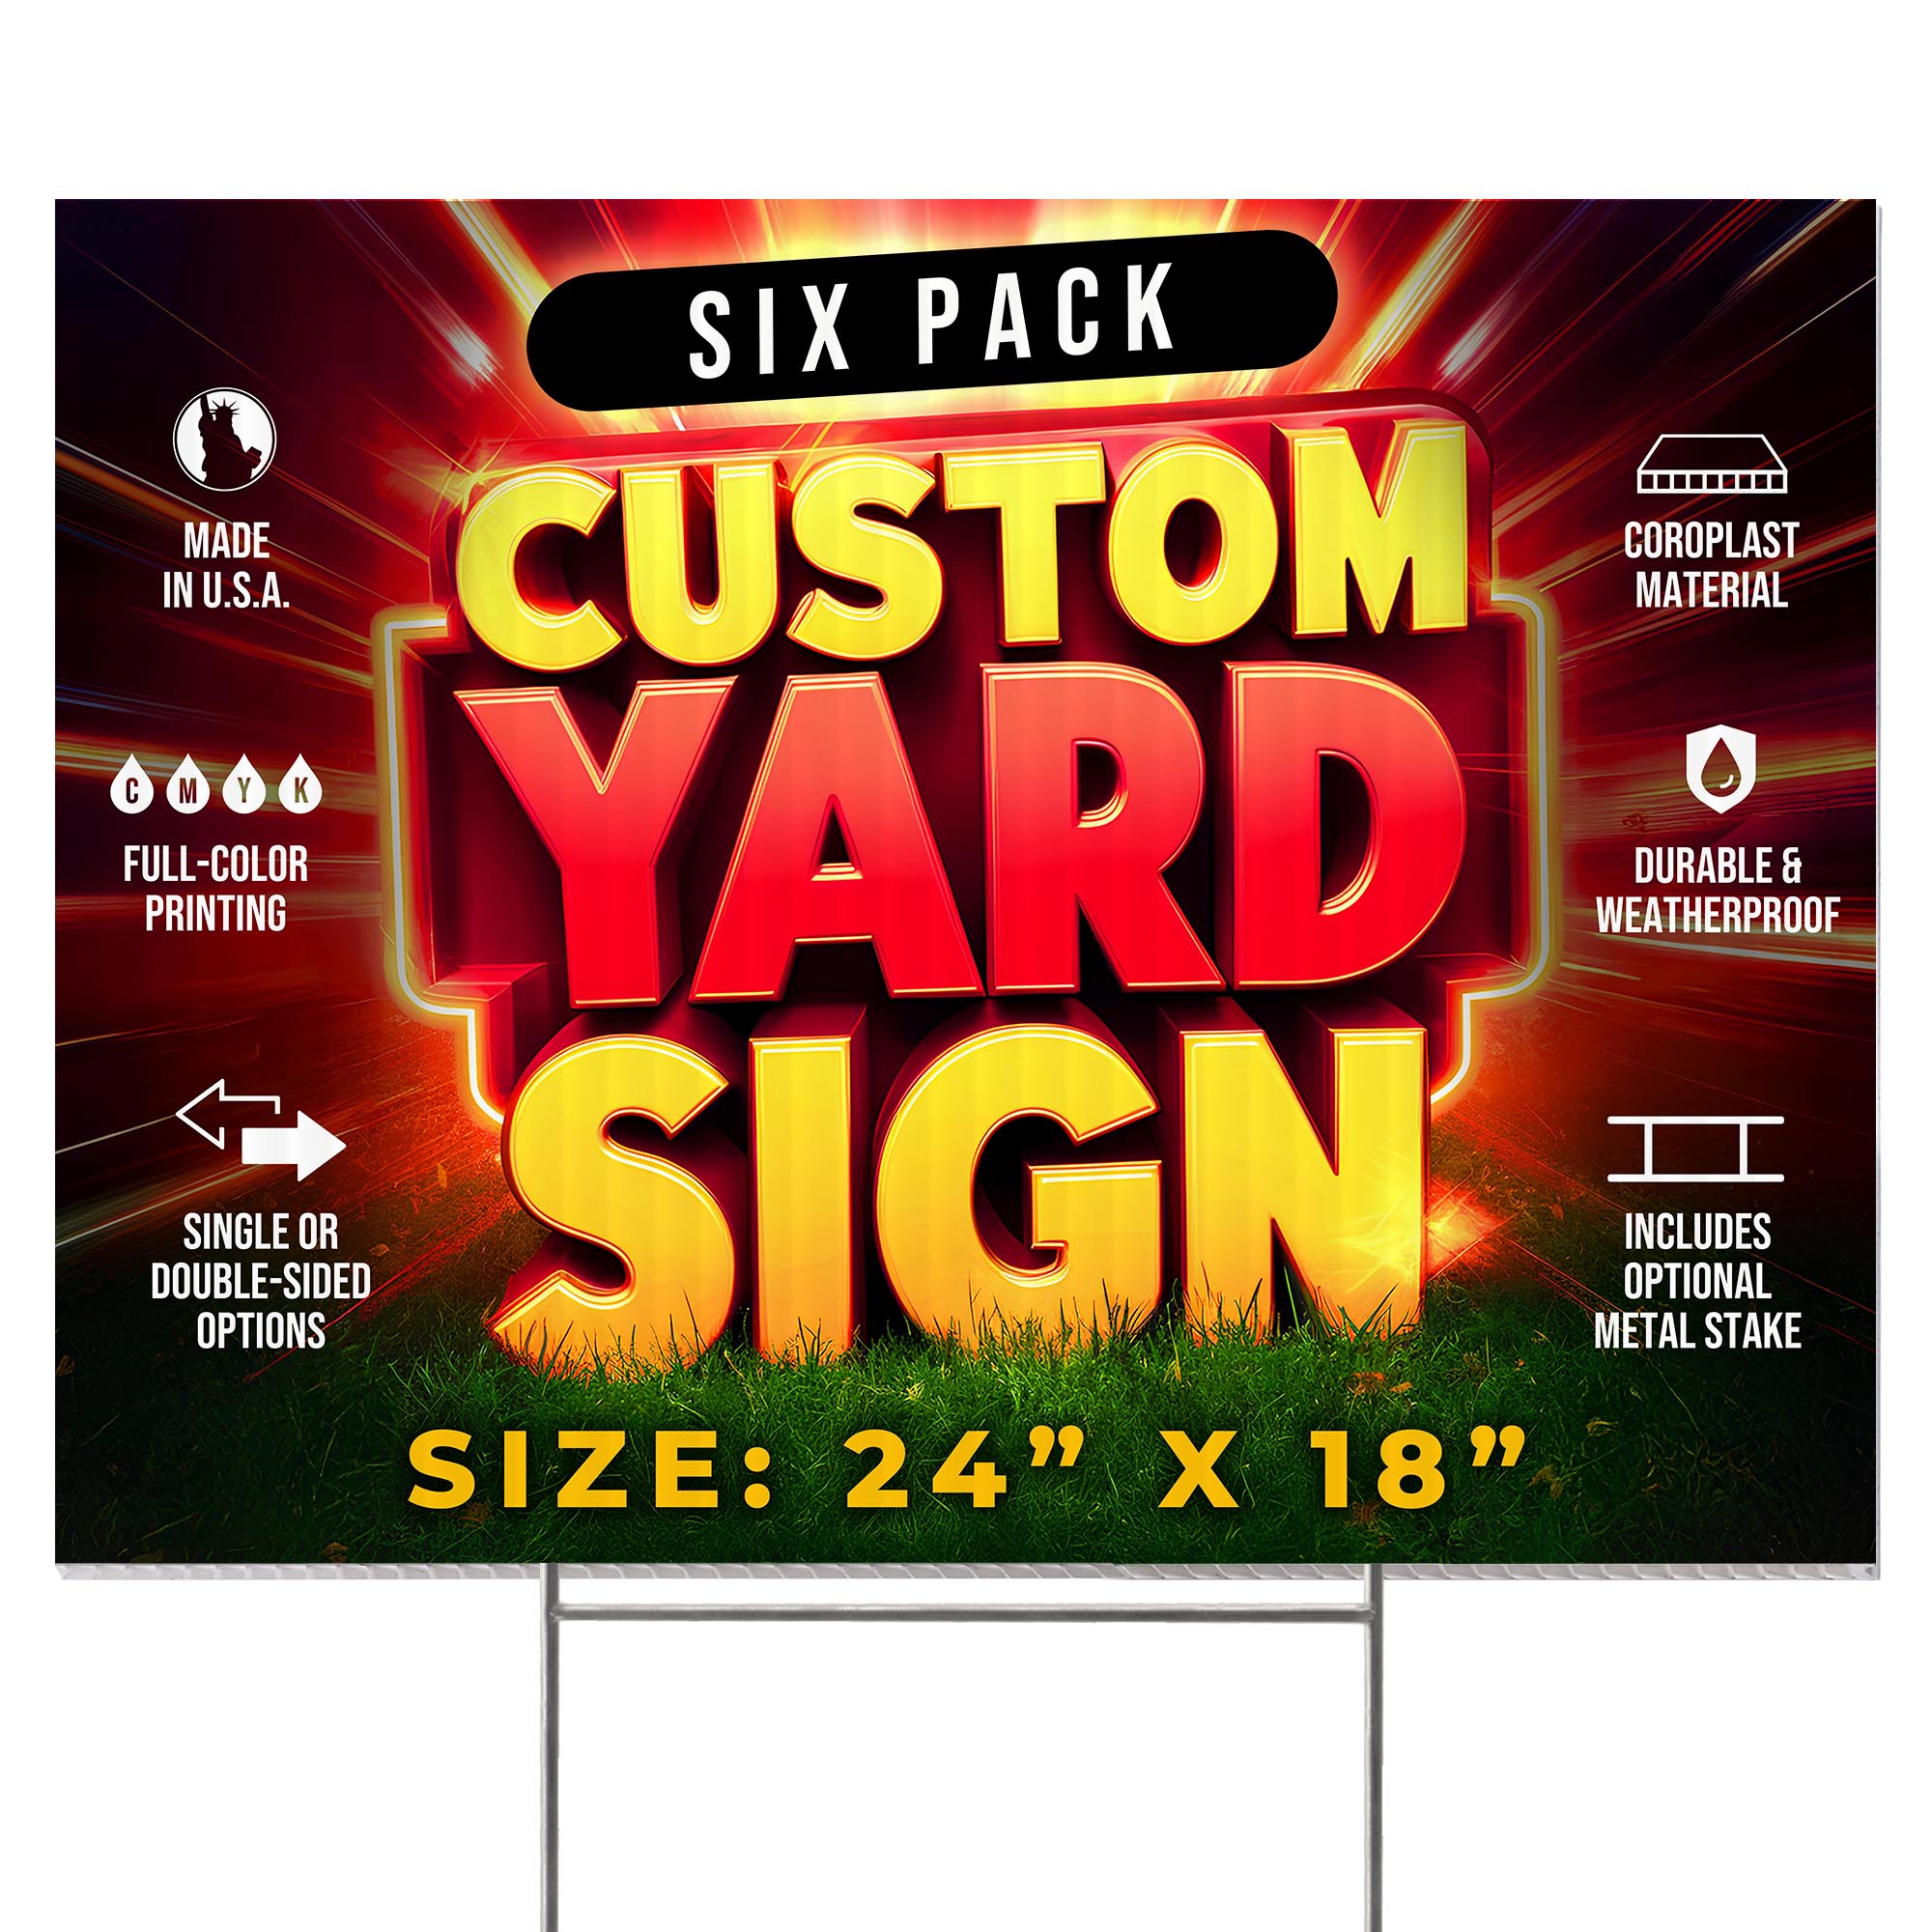 SIX PACK
CUSTOM
YARD
SIGN
MADE
IN U.S.A.
C M Y K
FULL-COLOR
PRINTING
SINGLE OR
DOUBLE-SIDED
OPTIONS
COROPLAST
MATERIAL
DURABLE &
WEATHERPROOF
INCLUDES
OPTIONAL
METAL STAKE
SIZE: 24” X 18”